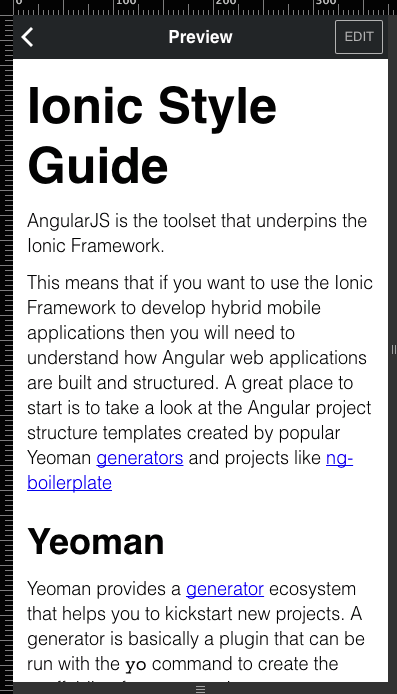 0 100 200 300
Preview
EDIT
Ionic Style
Guide
AngularJS is the toolset that underpins the
Ionic Framework.
This means that if you want to use the Ionic
Framework to develop hybrid mobile
applications then you will need to
understand how Angular web applications
are built and structured. A great place to
start is to take a look at the Angular project
structure templates created by popular
Yeoman generators and projects like ng-
boilerplate
Yeoman
Yeoman provides a generator ecosystem
that helps you to kickstart new projects. A
generator is basically a plugin that can be
run with the yo command to create the